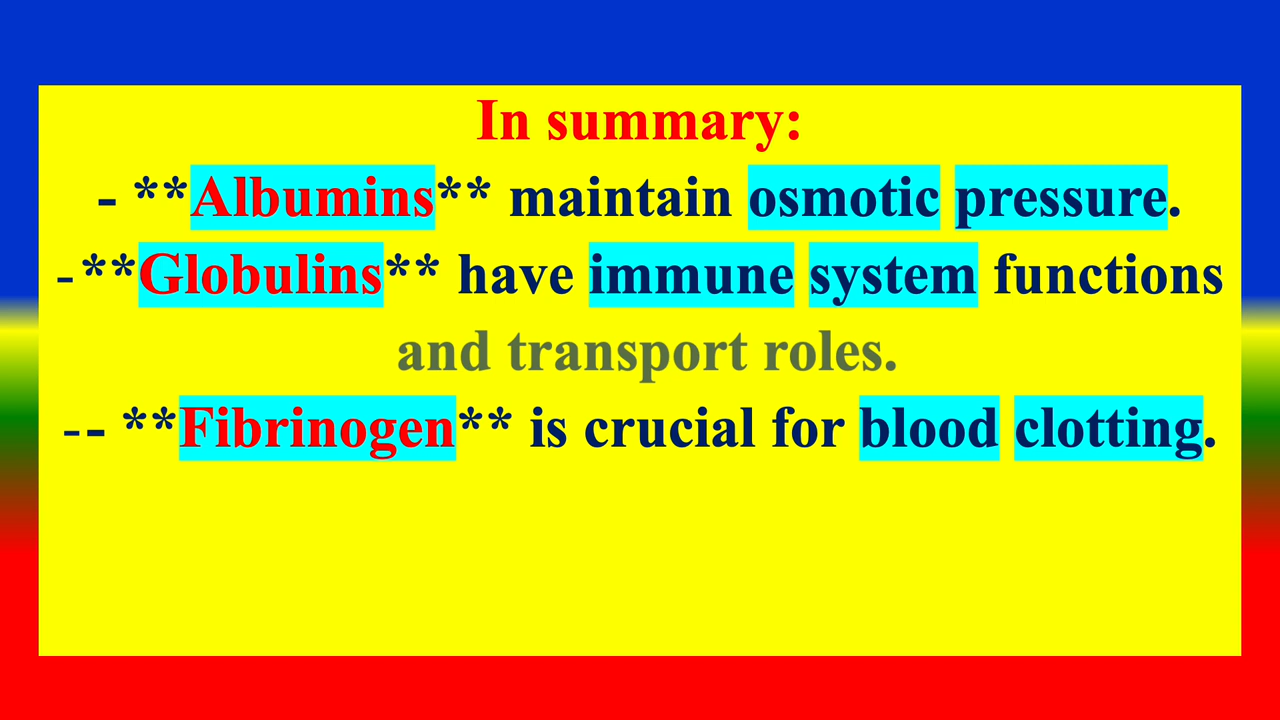 In summary:
- **Albumins** maintain osmotic pressure.
-**Globulins** have immune system functions
and transport roles.
-- **Fibrinogen** is crucial for blood clotting.